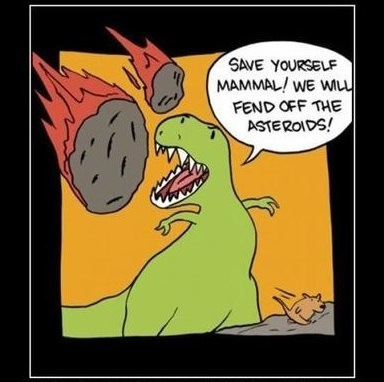 SAVE YOURSELF
MAMMAL! WE WILL
FEND OFF THE
ASTEROIDS!